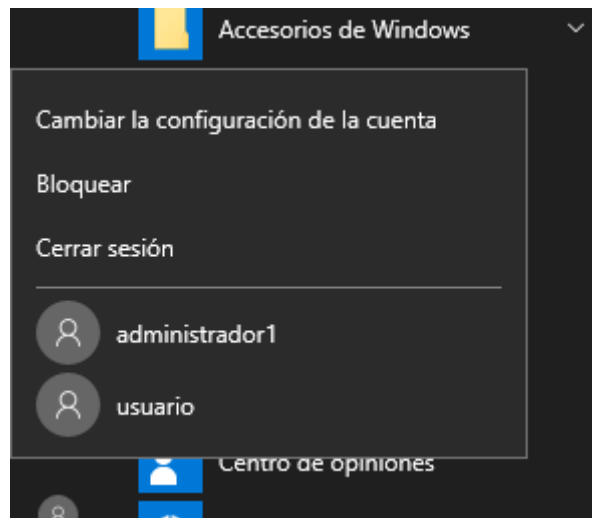 Accesorios de Windows
Cambiar la configuración de la cuenta
Bloquear
Cerrar sesión
administrador1
usuario
Centro de opiniones